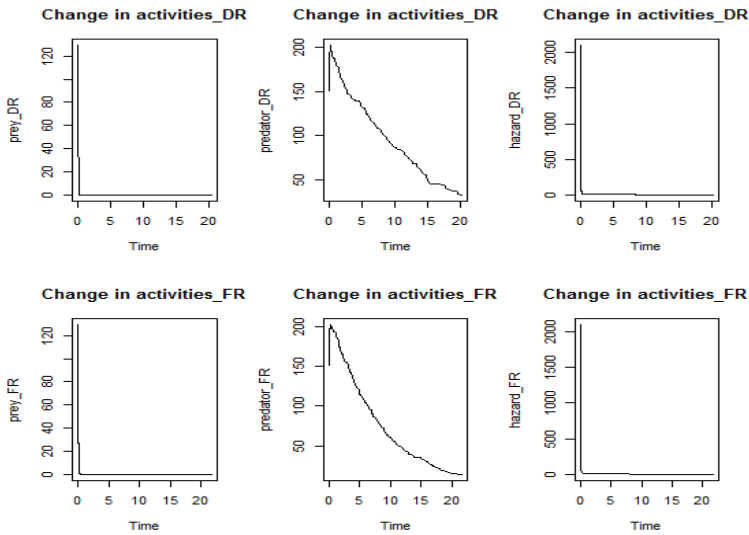 Change in activities_DR
prey_DR
0 20 40 60 80 120
0 5 10 15 20
Time
Change in activities_DR
predator_DR
50 100 150 200
0 5 10 15 20
Time
Change in activities_DR
hazard_DR
0 500 1000 1500 2000
0 5 10 15 20
Time
Change in activities_FR
prey_FR
0 20 40 60 80 120
0 5 10 15 20
Time
Change in activities_FR
predator_FR
50 100 150 200
0 5 10 15 20
Time
Change in activities_FR
hazard_FR
0 500 1000 1500 2000
0 5 10 15 20
Time